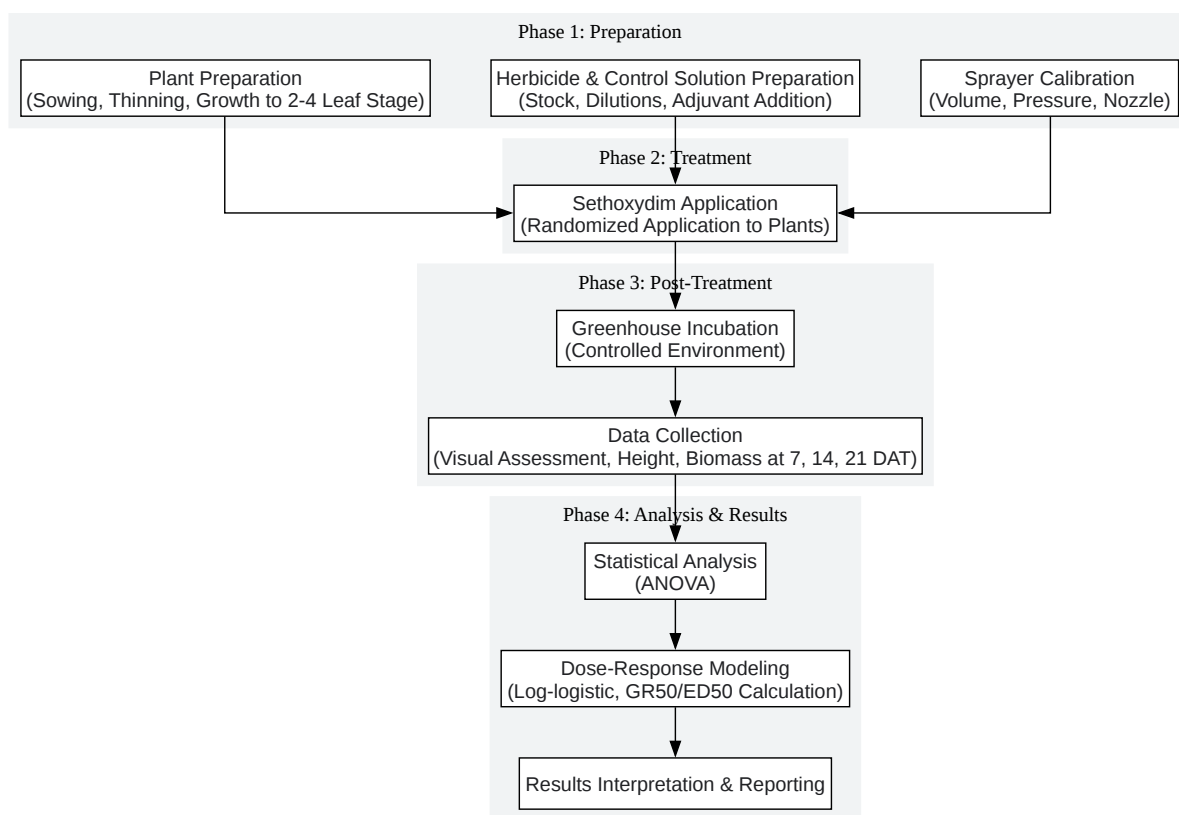 Phase 1: Preparation
Plant Preparation
(Sowing, Thinning, Growth to 2-4 Leaf Stage)
Herbicide & Control Solution Preparation
(Stock, Dilutions, Adjuvant Addition)
Sprayer Calibration
(Volume, Pressure, Nozzle)
Phase 2: Treatment
Sethoxydim Application
(Randomized Application to Plants)
Phase 3: Post-Treatment
Greenhouse Incubation
(Controlled Environment)
Data Collection
(Visual Assessment, Height, Biomass at 7, 14, 21 DAT)
Phase 4: Analysis & Results
Statistical Analysis
(ANOVA)
Dose-Response Modeling
(Log-logistic, GR50/ED50 Calculation)
Results Interpretation & Reporting